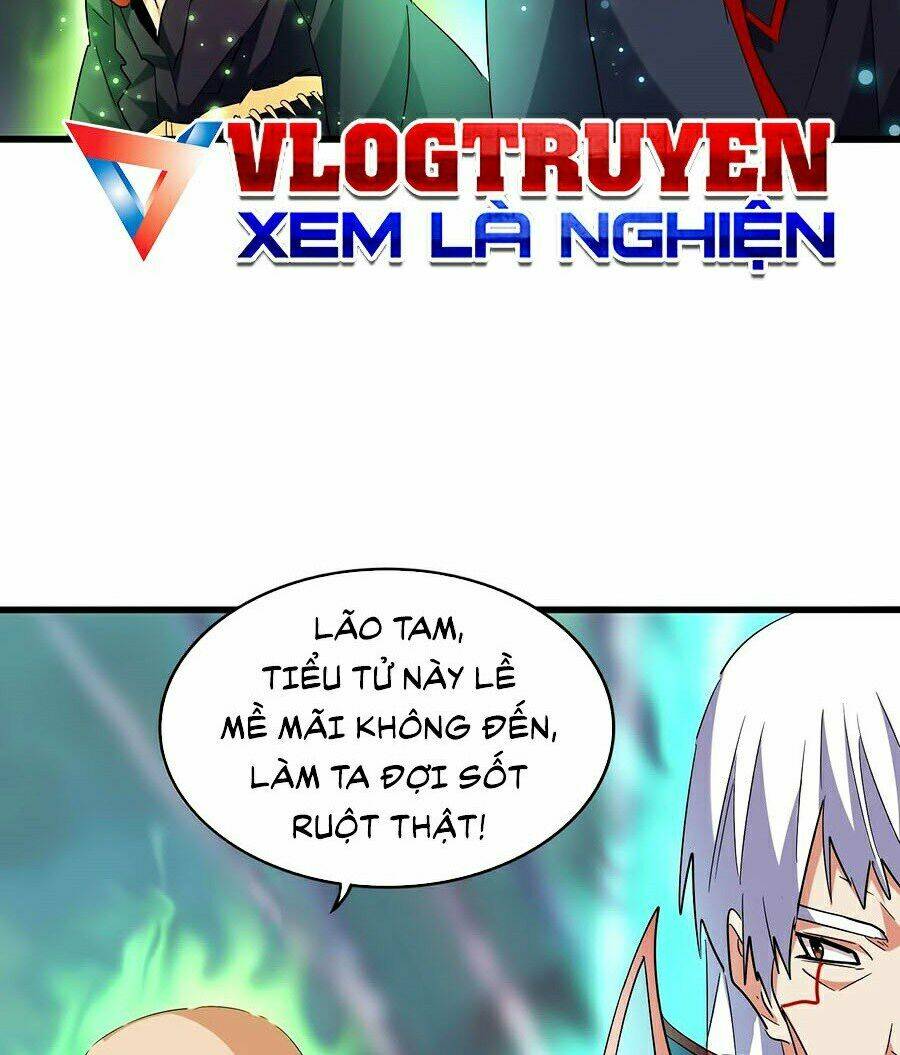 VLOGTRUYEN
XEM LÀ NGHIỆN
LÃO TAM,
TIỂU TỬ NÀY LỀ
MỀ MÃI KHÔNG ĐẾN,
LÀM TA ĐỢI SỐT
RUỘT THẬT!